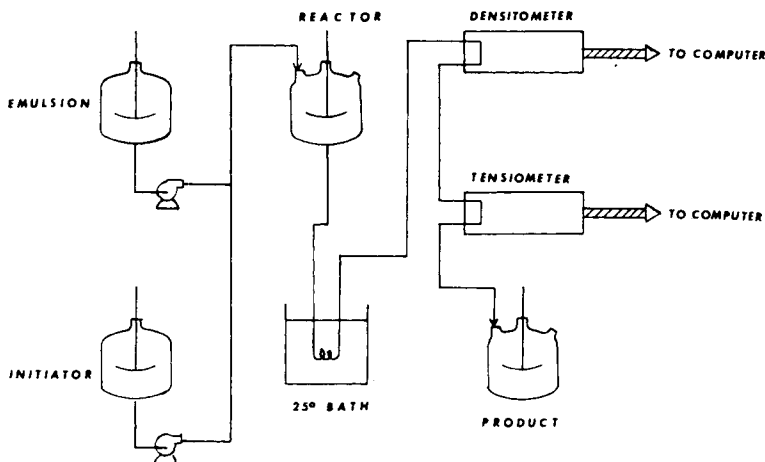 REACTOR
DENSITOMETER
TO COMPUTER
EMULSION
TENSIOMETER
TO COMPUTER
INITIATOR
25° BATH
PRODUCT